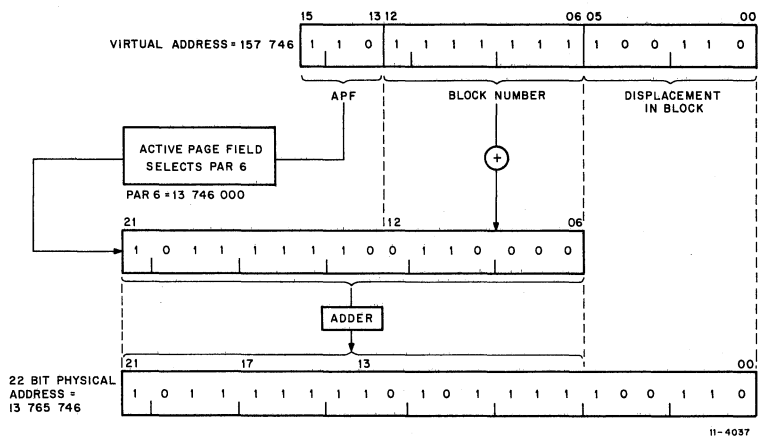 15 13 12 06 05 00
VIRTUAL ADDRESS = 157 746 1 1 0 1 1 1 1 1 1 1 1 0 0 1 1 0
APF BLOCK NUMBER DISPLACEMENT
IN BLOCK
ACTIVE PAGE FIELD
SELECTS PAR 6
+
PAR 6 = 13 746 000
21 12 06
1 0 1 1 1 1 1 1 0 0 1 1 0 0 0 0
ADDER
21 17 13 00
22 BIT PHYSICAL
ADDRESS =
13 765 746
1 0 1 1 1 1 1 1 1 0 1 0 1 1 1 1 1 0 0 1 1 0
11-4037